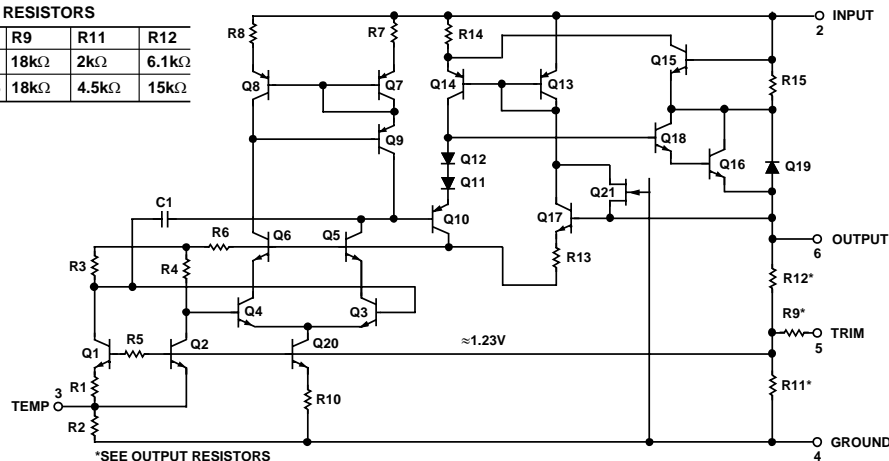 RESISTORS
R9 R11 R12
18kΩ 2kΩ 6.1kΩ
18kΩ 4.5kΩ 15kΩ
INPUT
2
R8
R7
R14
Q15
R15
Q8
Q7
Q14
Q13
Q9
Q18
Q16
Q19
Q12
Q11
Q21
C1
Q10
Q17
R6
Q6
Q5
OUTPUT
6
R3
R4
R13
R12*
Q4
Q3
R9*
TRIM
5
Q1
R5
Q2
Q20
≈1.23V
R1
R11*
TEMP
3
R10
R2
GROUND
4
*SEE OUTPUT RESISTORS